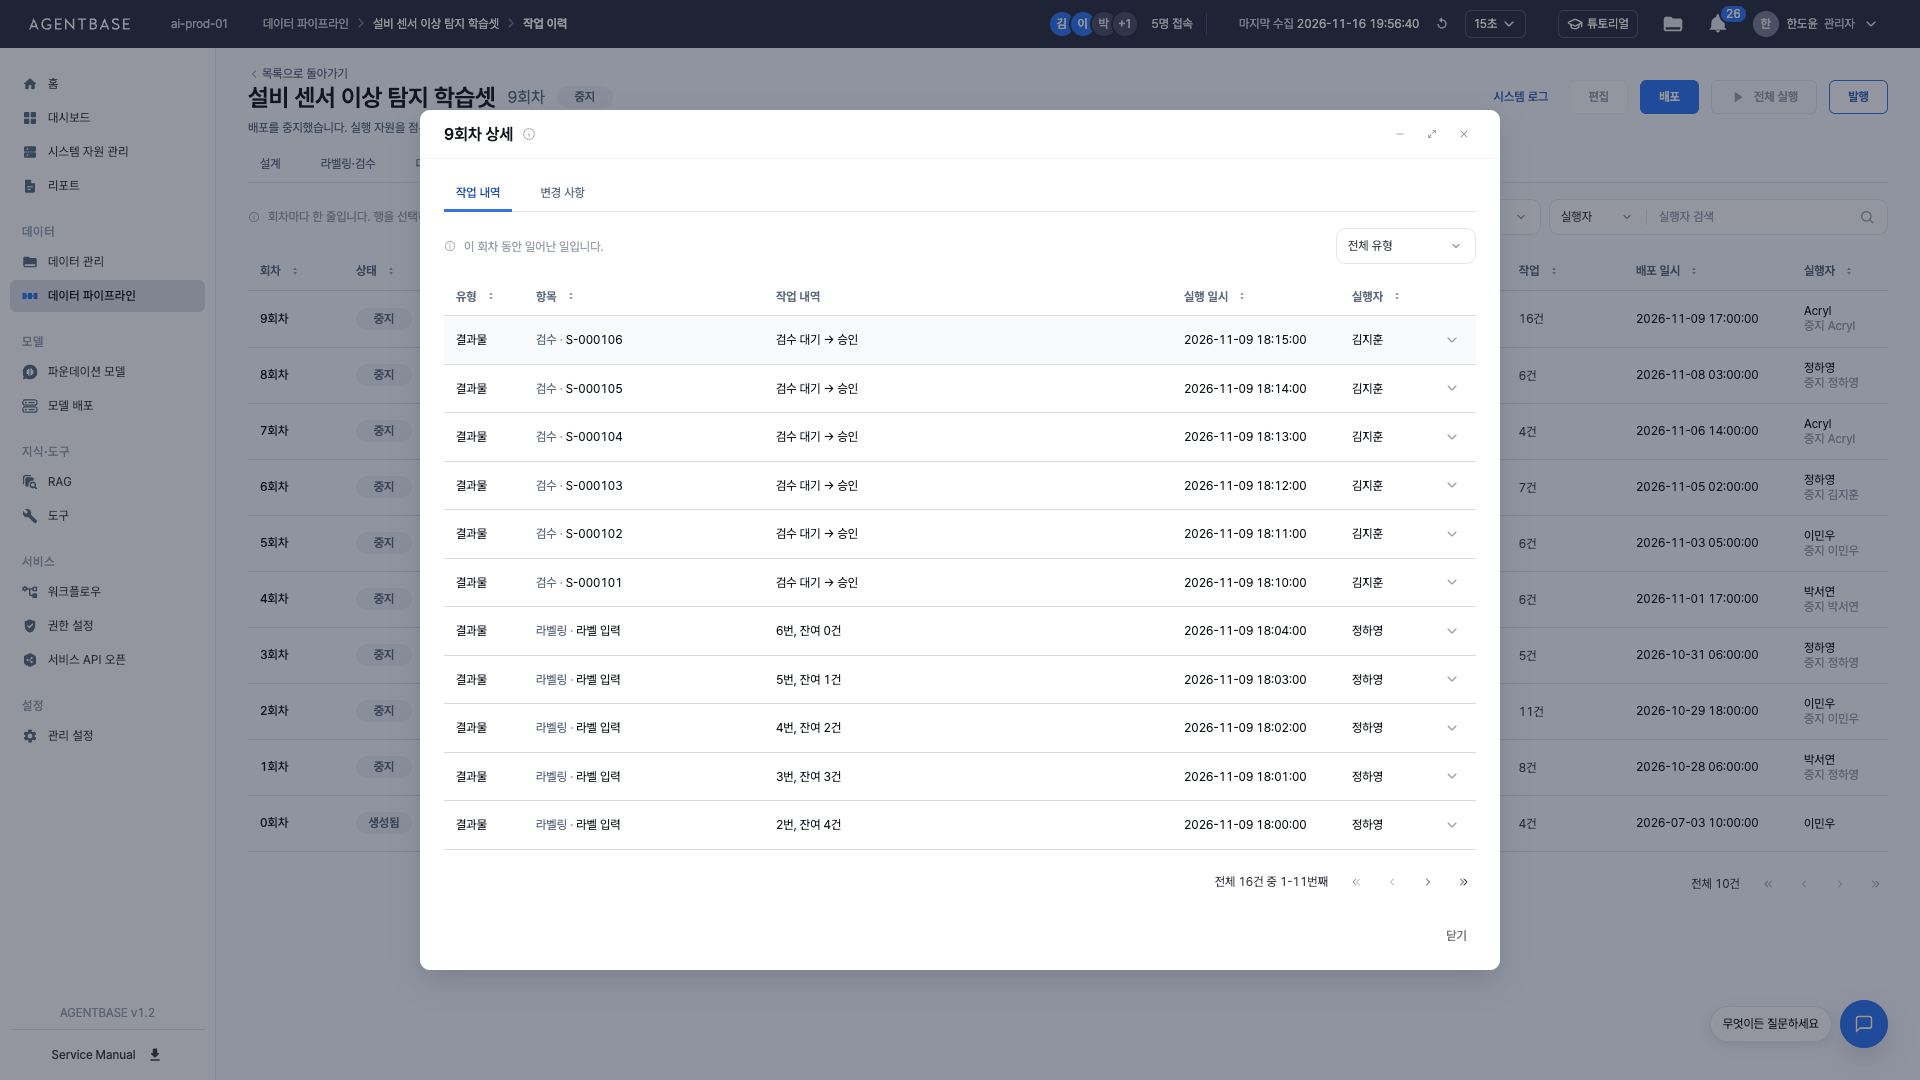 AGENTBASE
ai-prod-01
데이터 파이프라인 > 설비 센서 이상 탐지 학습셋 > 작업 이력
김 이 박 +1 5명 접속
마지막 수집 2026-11-16 19:56:40
15초
튜토리얼
26
한 한도윤 관리자
홈
대시보드
시스템 자원 관리
리포트
데이터
데이터 관리
데이터 파이프라인
모델
파운데이션 모델
모델 배포
지식·도구
RAG
도구
서비스
워크플로우
권한 설정
서비스 API 오픈
설정
관리 설정
AGENTBASE v1.2
Service Manual
목록으로 돌아가기
설비 센서 이상 탐지 학습셋 9회차 중지
배포를 중지했습니다. 실행 자원을
시스템 로그 편집 배포 전체 실행 발행
설계 라벨링·검수
회차마다 한 줄입니다. 행을
실행자 실행자 검색
회차 상태 작업 배포 일시 실행자
9회차 중지 16건 2026-11-09 17:00:00 Acryl
중지 Acryl
8회차 중지 6건 2026-11-08 03:00:00 정하영
중지 정하영
7회차 중지 4건 2026-11-06 14:00:00 Acryl
중지 Acryl
6회차 중지 7건 2026-11-05 02:00:00 정하영
중지 김지훈
5회차 중지 6건 2026-11-03 05:00:00 이민우
중지 이민우
4회차 중지 6건 2026-11-01 17:00:00 박서연
중지 박서연
3회차 중지 5건 2026-10-31 06:00:00 정하영
중지 정하영
2회차 중지 11건 2026-10-29 18:00:00 이민우
중지 이민우
1회차 중지 8건 2026-10-28 06:00:00 박서연
중지 정하영
0회차 생성됨 4건 2026-07-03 10:00:00 이민우
전체 10건
9회차 상세
작업 내역 변경 사항
이 회차 동안 일어난 일입니다.
전체 유형
유형 항목 작업 내역 실행 일시 실행자
결과물 검수 · S-000106 검수 대기 → 승인 2026-11-09 18:15:00 김지훈
결과물 검수 · S-000105 검수 대기 → 승인 2026-11-09 18:14:00 김지훈
결과물 검수 · S-000104 검수 대기 → 승인 2026-11-09 18:13:00 김지훈
결과물 검수 · S-000103 검수 대기 → 승인 2026-11-09 18:12:00 김지훈
결과물 검수 · S-000102 검수 대기 → 승인 2026-11-09 18:11:00 김지훈
결과물 검수 · S-000101 검수 대기 → 승인 2026-11-09 18:10:00 김지훈
결과물 라벨링 · 라벨 입력 6번, 잔여 0건 2026-11-09 18:04:00 정하영
결과물 라벨링 · 라벨 입력 5번, 잔여 1건 2026-11-09 18:03:00 정하영
결과물 라벨링 · 라벨 입력 4번, 잔여 2건 2026-11-09 18:02:00 정하영
결과물 라벨링 · 라벨 입력 3번, 잔여 3건 2026-11-09 18:01:00 정하영
결과물 라벨링 · 라벨 입력 2번, 잔여 4건 2026-11-09 18:00:00 정하영
전체 16건 중 1-11번째
닫기
무엇이든 질문하세요